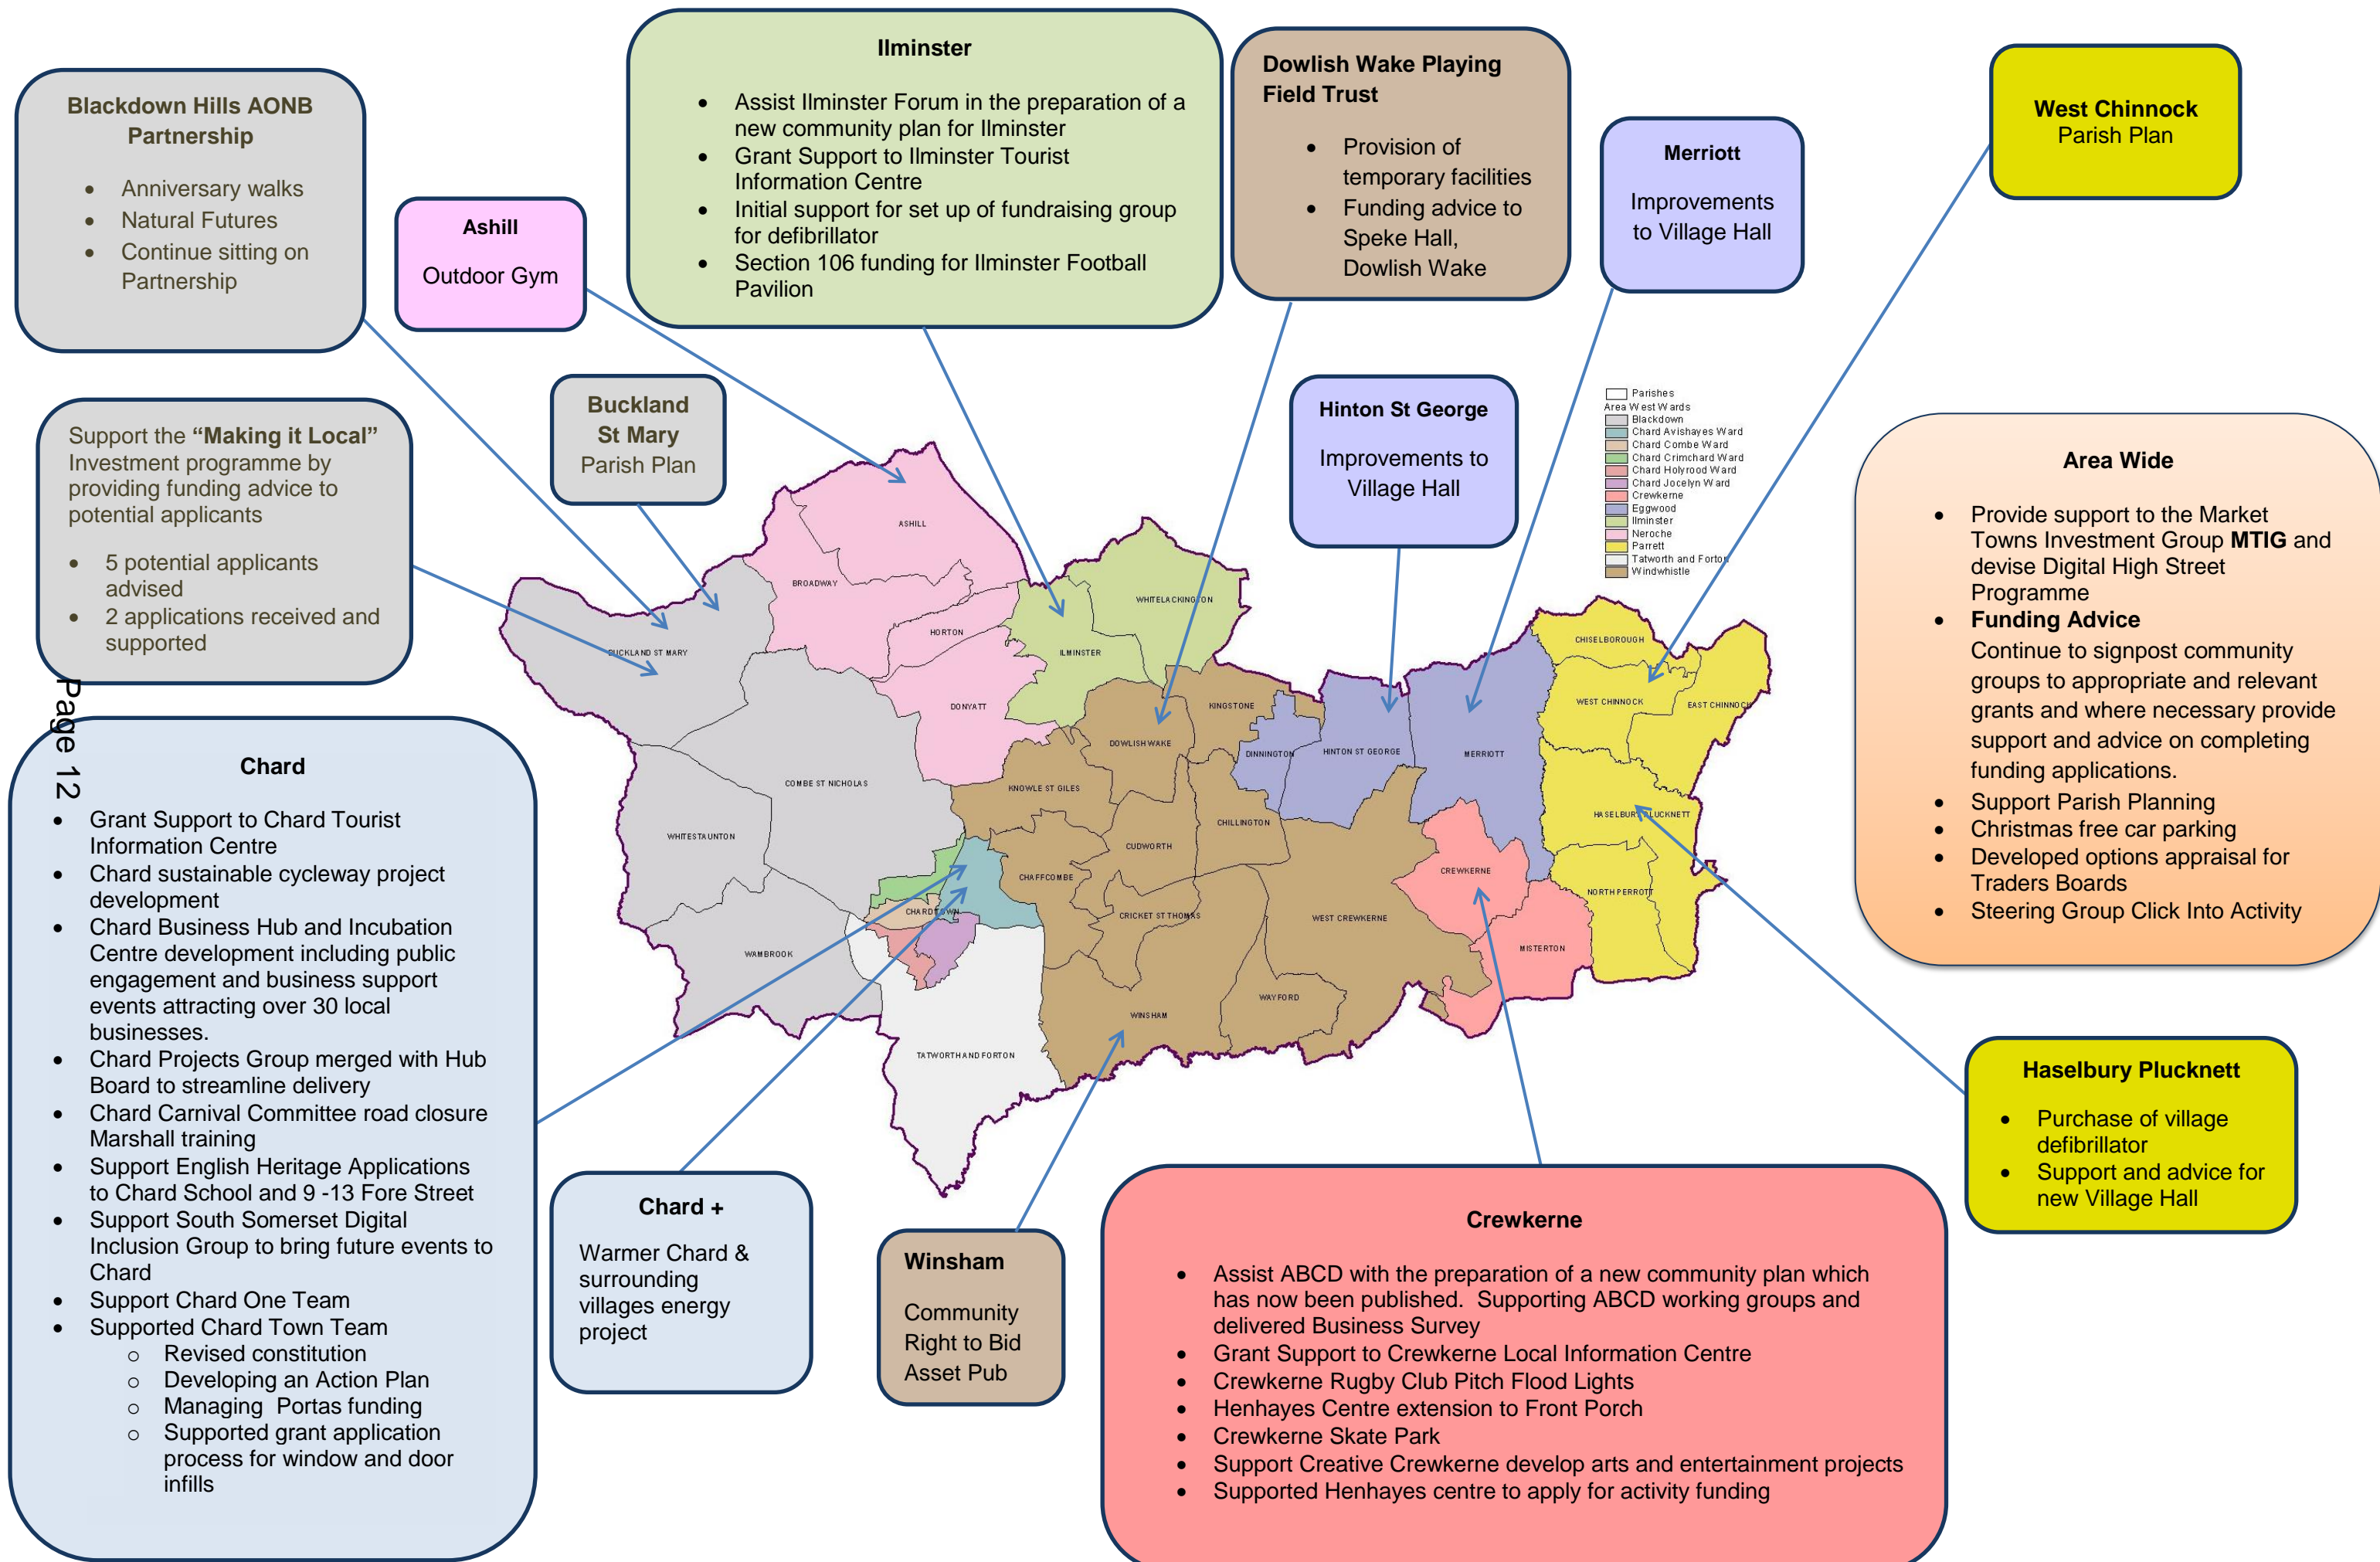 Blackdown Hills AONB
Partnership
• Anniversary walks
• Natural Futures
• Continue sitting on
Partnership
Ashill
Outdoor Gym
Ilminster
• Assist Ilminster Forum in the preparation of a
new community plan for Ilminster
• Grant Support to Ilminster Tourist
Information Centre
• Initial support for set up of fundraising group
for defibrillator
• Section 106 funding for Ilminster Football
Pavilion
Dowlish Wake Playing
Field Trust
• Provision of
temporary facilities
• Funding advice to
Speke Hall,
Dowlish Wake
Merriott
Improvements
to Village Hall
West Chinnock
Parish Plan
Support the “Making it Local”
Investment programme by
providing funding advice to
potential applicants
• 5 potential applicants
advised
• 2 applications received and
supported
Buckland
St Mary
Parish Plan
Hinton St George
Improvements to
Village Hall
Parishes
Area West Wards
Blackdown
Chard Avishayes Ward
Chard Combe Ward
Chard Crimchard Ward
Chard Holyrood Ward
Chard Jocelyn Ward
Crewkerne
Eggwood
Ilminster
Neroche
Parrett
Tatworth and Forton
Windwhistle
Area Wide
• Provide support to the Market
Towns Investment Group MTIG and
devise Digital High Street
Programme
• Funding Advice
Continue to signpost community
groups to appropriate and relevant
grants and where necessary provide
support and advice on completing
funding applications.
• Support Parish Planning
• Christmas free car parking
• Developed options appraisal for
Traders Boards
• Steering Group Click Into Activity
ASHILL
BROADWAY
HORTON
WHITELACKINGTON
ILMINSTER
BUCKLAND ST MARY
DONYATT
COMBE ST NICHOLAS
WHITESTAUNTON
WAMBROOK
KINGSTONE
DOWLISH WAKE
DINNINGTON
HINTON ST GEORGE
MERRIOTT
CHISELBOROUGH
WEST CHINNOCK
EAST CHINNOCK
HASELBURY PLUCKNETT
NORTH PERROTT
KNOWLE ST GILES
CHILLINGTON
CUDWORTH
CHAFFCOMBE
CREWKERNE
CHARD TOWN
CRICKET ST THOMAS
WEST CREWKERNE
MISTERTON
WAYFORD
WINSHAM
TATWORTH AND FORTON
Page 12
Chard
• Grant Support to Chard Tourist
Information Centre
• Chard sustainable cycleway project
development
• Chard Business Hub and Incubation
Centre development including public
engagement and business support
events attracting over 30 local
businesses.
• Chard Projects Group merged with Hub
Board to streamline delivery
• Chard Carnival Committee road closure
Marshall training
• Support English Heritage Applications
to Chard School and 9 -13 Fore Street
• Support South Somerset Digital
Inclusion Group to bring future events to
Chard
• Support Chard One Team
• Supported Chard Town Team
o Revised constitution
o Developing an Action Plan
o Managing Portas funding
o Supported grant application
process for window and door
infills
Chard +
Warmer Chard &
surrounding
villages energy
project
Winsham
Community
Right to Bid
Asset Pub
Crewkerne
• Assist ABCD with the preparation of a new community plan which
has now been published. Supporting ABCD working groups and
delivered Business Survey
• Grant Support to Crewkerne Local Information Centre
• Crewkerne Rugby Club Pitch Flood Lights
• Henhayes Centre extension to Front Porch
• Crewkerne Skate Park
• Support Creative Crewkerne develop arts and entertainment projects
• Supported Henhayes centre to apply for activity funding
Haselbury Plucknett
• Purchase of village
defibrillator
• Support and advice for
new Village Hall